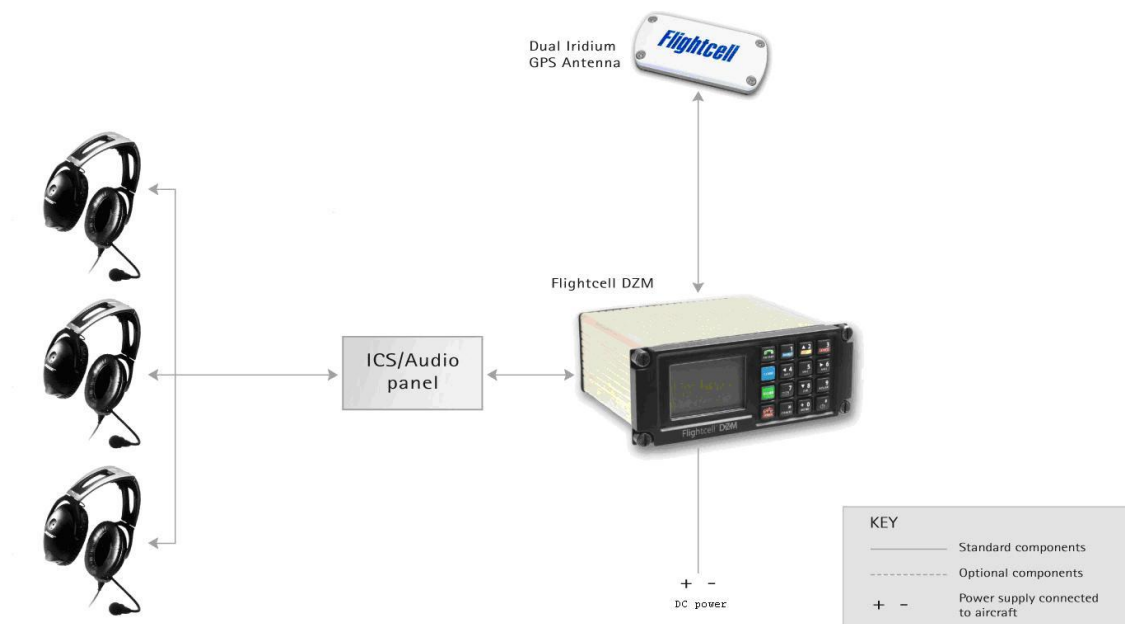 Flightcell
Dual Iridium
GPS Antenna
Flightcell DZM
ICS/Audio
panel
Flightcell DZM
+ -
DC power
KEY
Standard components
Optional components
+ - Power supply connected
to aircraft